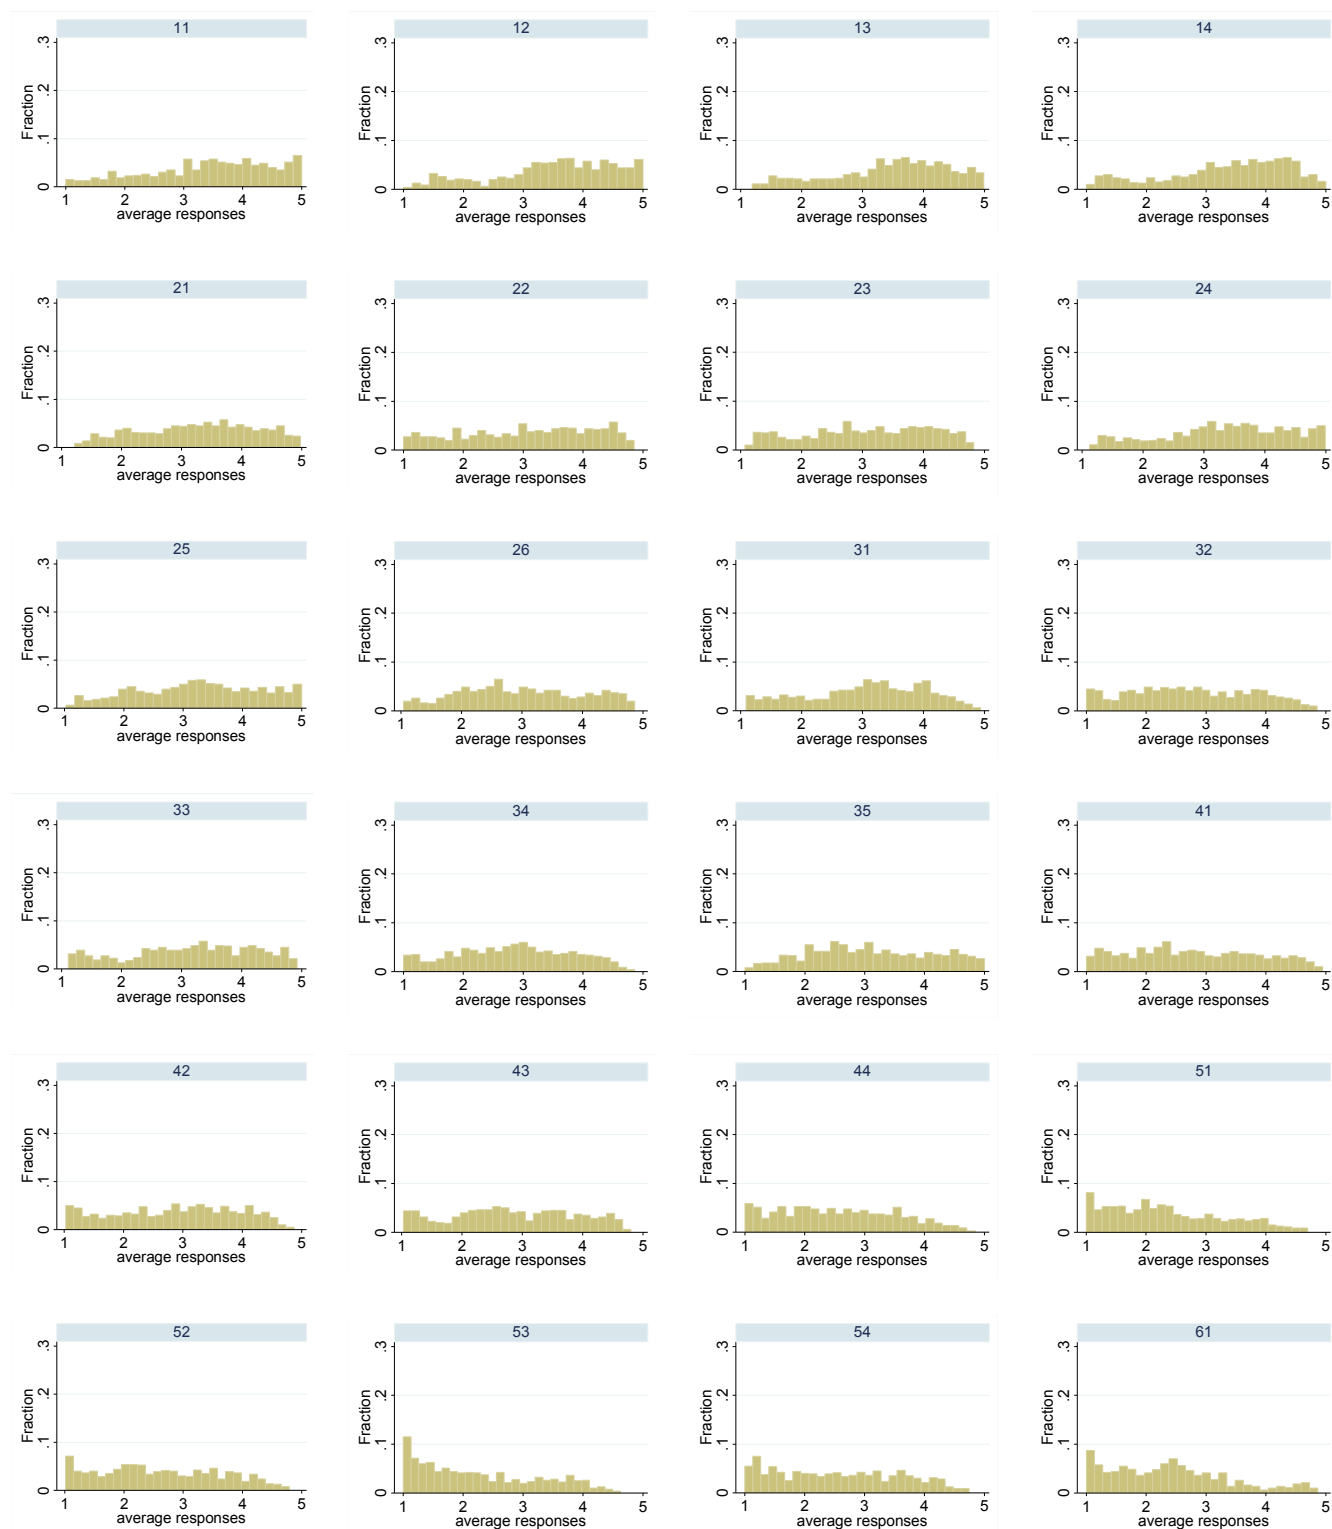 11 12 13 14
Fraction 0 .1 .2 .3 Fraction 0 .1 .2 .3 Fraction 0 .1 .2 .3 Fraction 0 .1 .2 .3
1 2 3 4 5 1 2 3 4 5 1 2 3 4 5 1 2 3 4 5
average responses average responses average responses average responses
21 22 23 24
Fraction 0 .1 .2 .3 Fraction 0 .1 .2 .3 Fraction 0 .1 .2 .3 Fraction 0 .1 .2 .3
1 2 3 4 5 1 2 3 4 5 1 2 3 4 5 1 2 3 4 5
average responses average responses average responses average responses
25 26 31 32
Fraction 0 .1 .2 .3 Fraction 0 .1 .2 .3 Fraction 0 .1 .2 .3 Fraction 0 .1 .2 .3
1 2 3 4 5 1 2 3 4 5 1 2 3 4 5 1 2 3 4 5
average responses average responses average responses average responses
33 34 35 41
Fraction 0 .1 .2 .3 Fraction 0 .1 .2 .3 Fraction 0 .1 .2 .3 Fraction 0 .1 .2 .3
1 2 3 4 5 1 2 3 4 5 1 2 3 4 5 1 2 3 4 5
average responses average responses average responses average responses
42 43 44 51
Fraction 0 .1 .2 .3 Fraction 0 .1 .2 .3 Fraction 0 .1 .2 .3 Fraction 0 .1 .2 .3
1 2 3 4 5 1 2 3 4 5 1 2 3 4 5 1 2 3 4 5
average responses average responses average responses average responses
52 53 54 61
Fraction 0 .1 .2 .3 Fraction 0 .1 .2 .3 Fraction 0 .1 .2 .3 Fraction 0 .1 .2 .3
1 2 3 4 5 1 2 3 4 5 1 2 3 4 5 1 2 3 4 5
average responses average responses average responses average responses